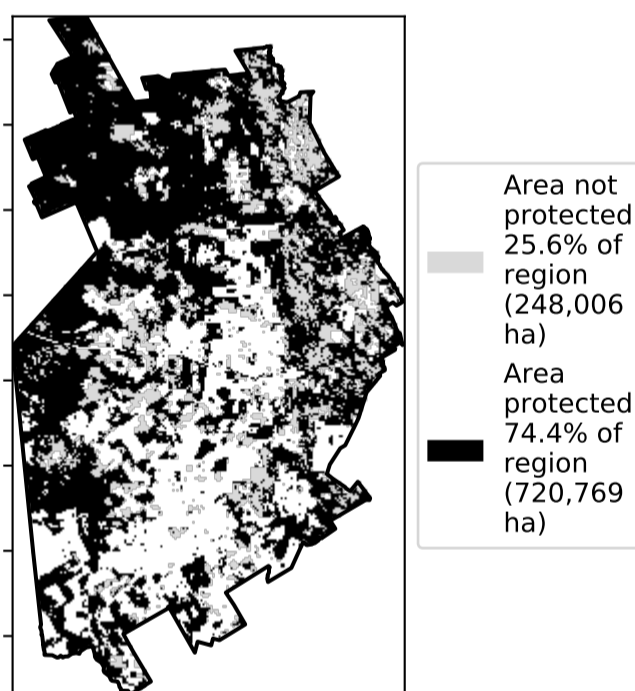 Area not
protected
25.6% of
region
(248,006
ha)
Area
protected
74.4% of
region
(720,769
ha)